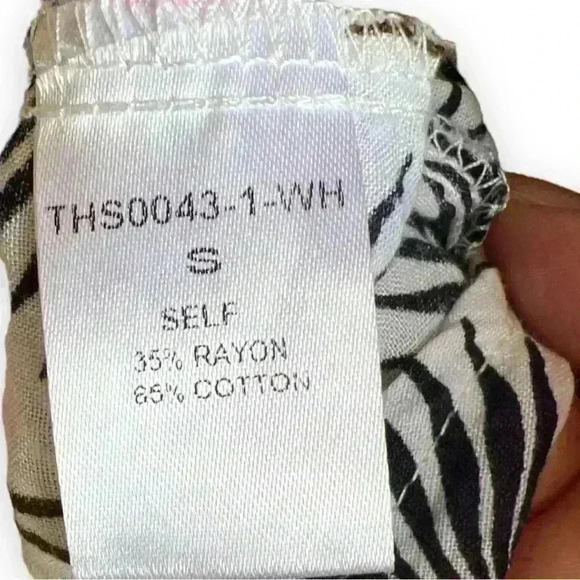 THS0043-1-WH
S
SELF
35% RAYON
65% COTTON